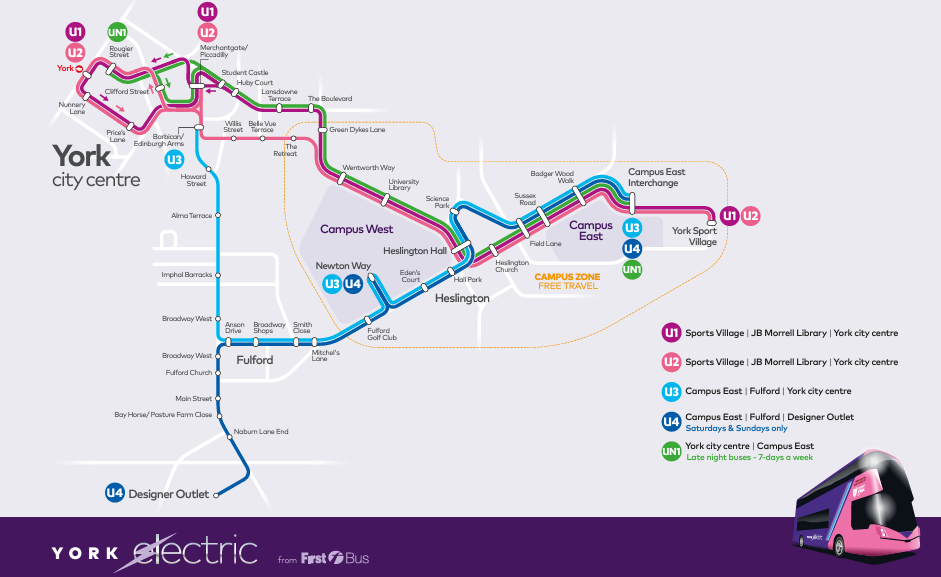 U1
U2
UN1
U1
U2
Rougier
Street
Merchantgate/
Piccadilly
York
Student Castle
Huby Court
Clifford Street
Lansdowne
Terrace
The Boulevard
Nunnery
Lane
Price's
Lane
Barbican/
Edinburgh Arms
Willis
Street
Belle Vue
Terrace
The
Retreat
Green Dykes Lane
York
city centre
U3
Howard
Street
Wentworth Way
University
Library
Science
Park
Badger Wood
Walk
Sussex
Road
Campus East
Interchange
Alma Terrace
Campus West
Campus
East
U1
U2
York Sport
Village
U3
U4
UN1
Field Lane
Heslington Hall
Heslington
Church
Newton Way
U3
U4
Eden's
Court
Hall Park
Heslington
CAMPUS ZONE
FREE TRAVEL
Imphal Barracks
Broadway West
Anson
Drive
Broadway
Shops
Smith
Close
Fulford
Golf Club
Mitchel's
Lane
Fulford
Broadway West
Fulford Church
Main Street
Bay Horse/ Pasture Farm Close
Naburn Lane End
U4 Designer Outlet
U1 Sports Village | JB Morrell Library | York city centre
U2 Sports Village | JB Morrell Library | York city centre
U3 Campus East | Fulford | York city centre
U4 Campus East | Fulford | Designer Outlet
Saturdays & Sundays only
UN1 York city centre | Campus East
Late night buses - 7-days a week
YORK electric from First Bus